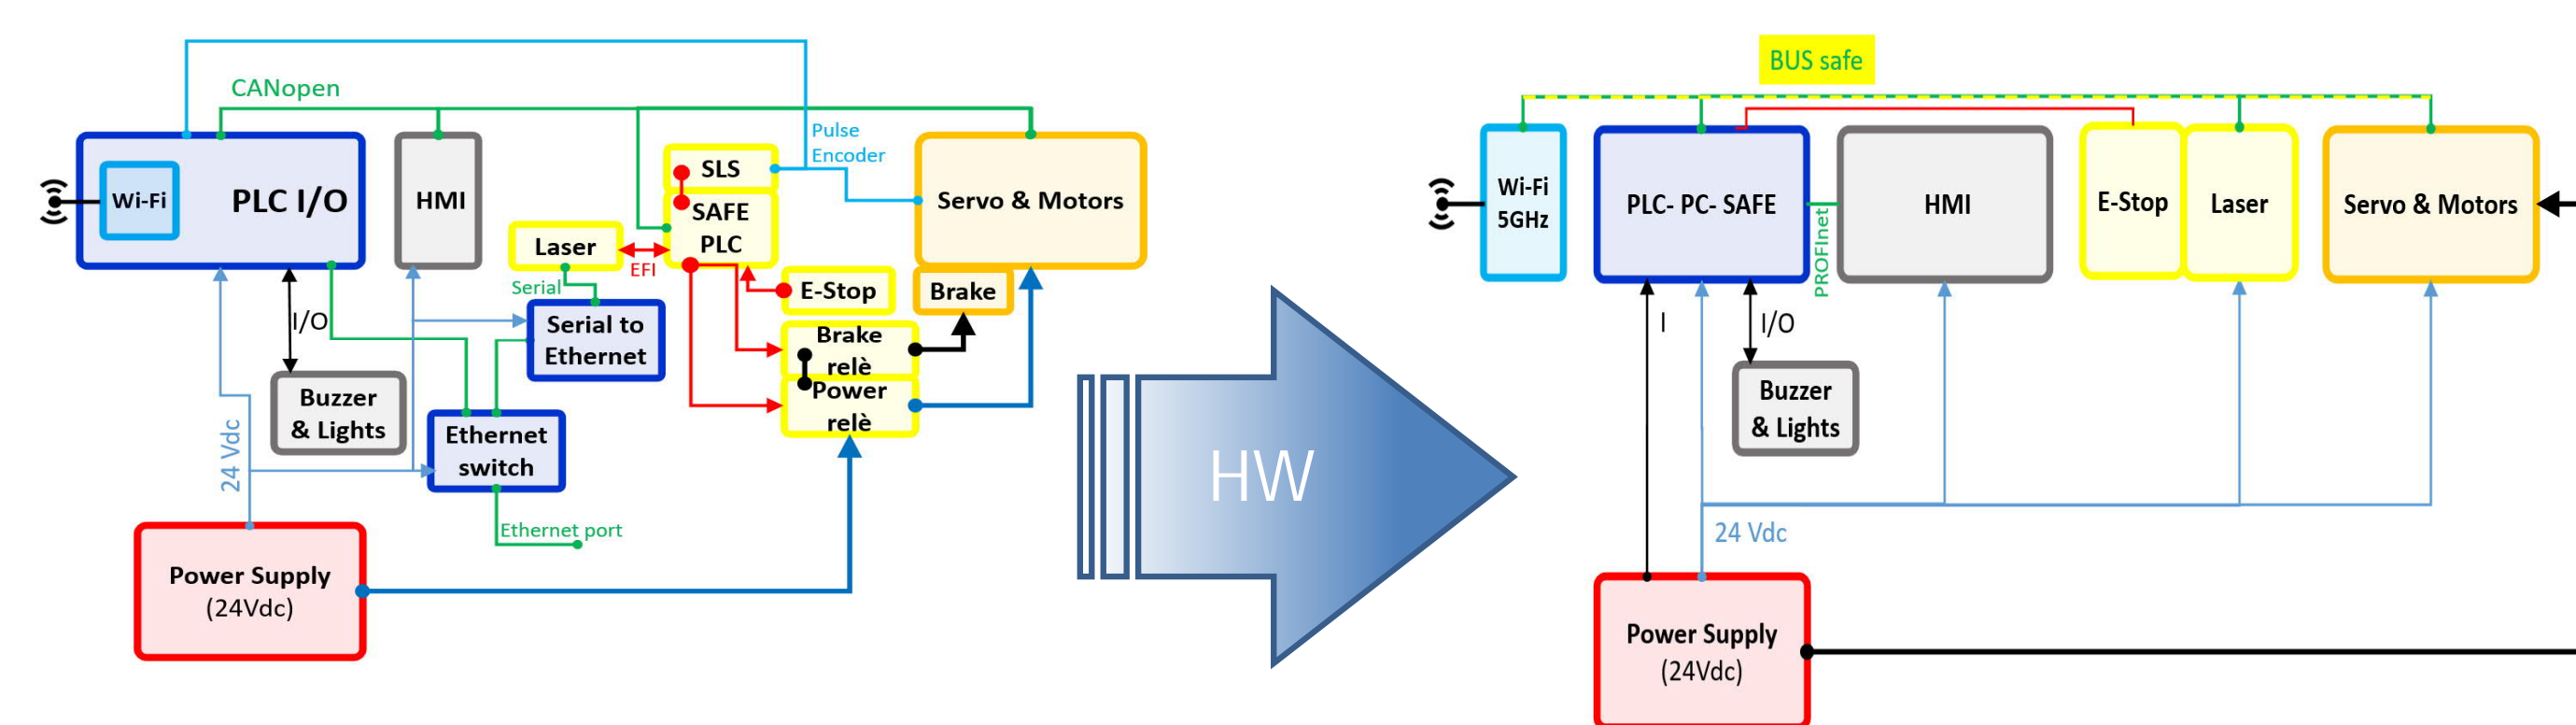 CANopen
Pulse
Encoder
Wi-Fi
PLC I/O
HMI
SLS
SAFE
PLC
Servo & Motors
Laser
EFI
Serial
E-Stop
Brake
I/O
Serial to
Ethernet
Brake
relè
Power
relè
Buzzer
& Lights
24 Vdc
Ethernet
switch
Ethernet port
Power Supply
(24Vdc)
HW
BUS safe
Wi-Fi
5GHz
PLC- PC- SAFE
PROFInet
HMI
E-Stop
Laser
Servo & Motors
I
I/O
Buzzer
& Lights
24 Vdc
Power Supply
(24Vdc)